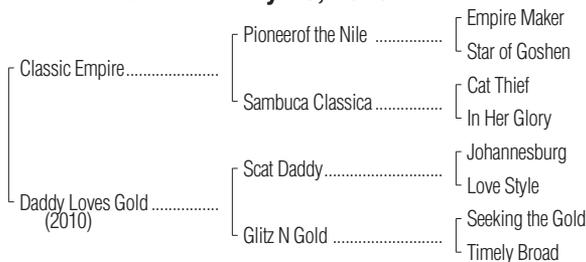 Empire Maker
Pioneerof the Nile ................
Star of Goshen
Classic Empire......................
Cat Thief
Sambuca Classica ................
In Her Glory
Johannesburg
Scat Daddy............................
Love Style
Daddy Loves Gold ................
(2010)
Seeking the Gold
Glitz N Gold ..........................
Timely Broad